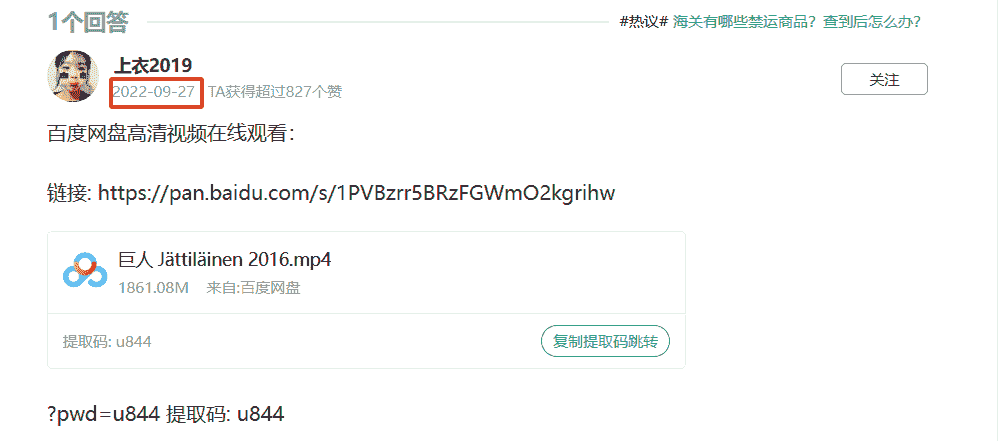 1个回答
#热议# 海关有哪些禁运商品？查到后怎么办？
上衣2019
关注
2022-09-27 TA获得超过827个赞
百度网盘高清视频在线观看：
链接: https://pan.baidu.com/s/1PVBzrr5BRzFGWmO2kgrihw
巨人 Jättiläinen 2016.mp4
1861.08M 来自:百度网盘
提取码: u844
复制提取码跳转
?pwd=u844 提取码: u844